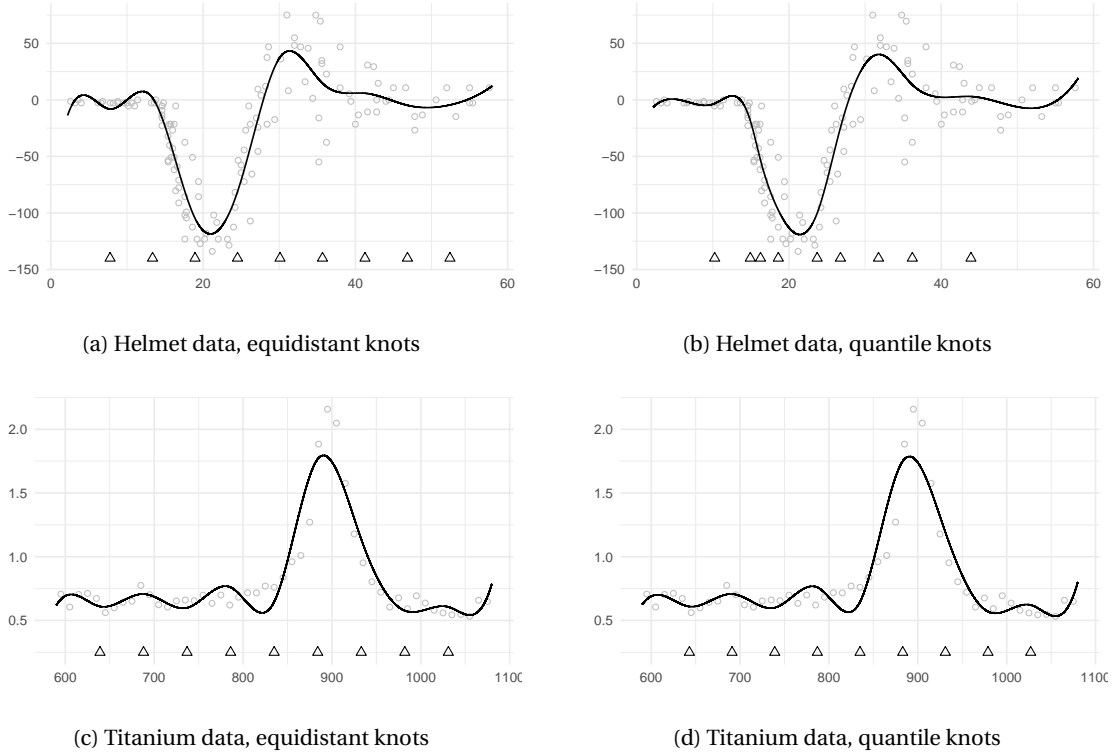 50
0
−50
−100
−150
0 20 40 60
50
0
−50
−100
−150
0 20 40 60
(a) Helmet data, equidistant knots
(b) Helmet data, quantile knots
2.0
1.5
1.0
0.5
600 700 800 900 1000 110
2.0
1.5
1.0
0.5
600 700 800 900 1000 1100
(c) Titanium data, equidistant knots
(d) Titanium data, quantile knots